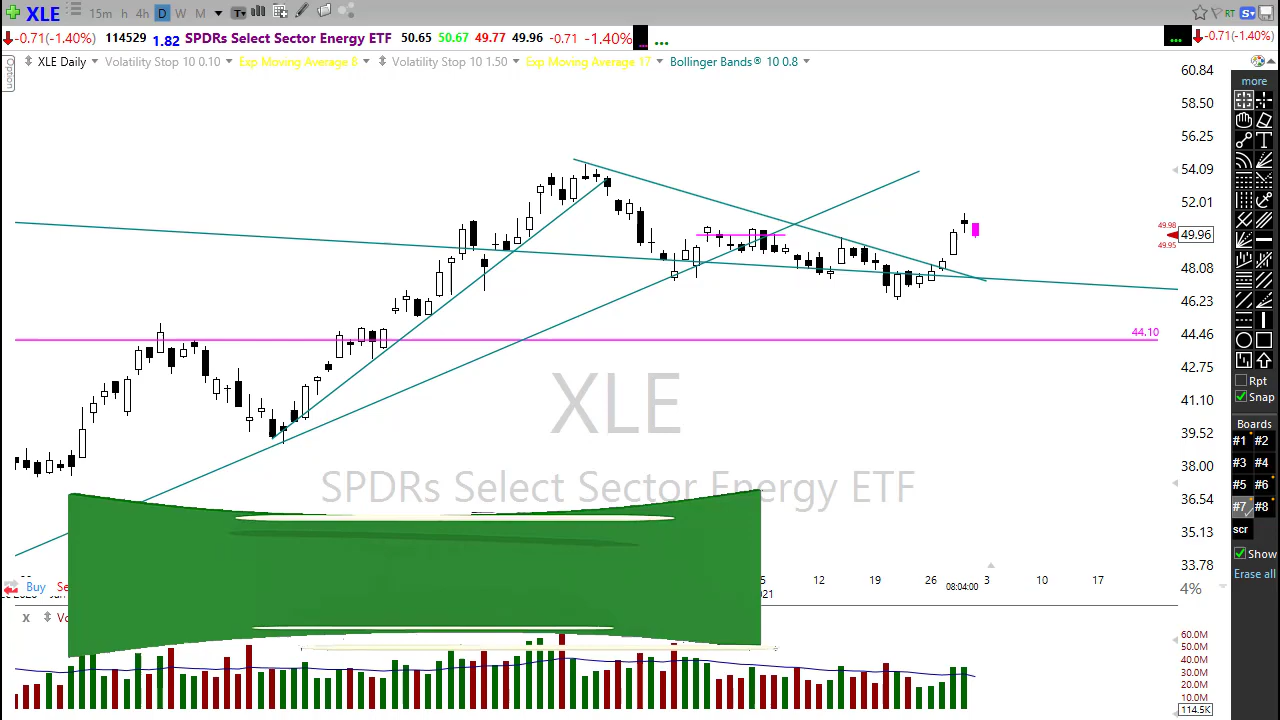 XLE 15m h 4h D W M T RT S
-0.71(-1.40%) 114529 1.82 SPDRs Select Sector Energy ETF 50.65 50.67 49.77 49.96 -0.71 -1.40% ... ... -0.71(-1.40%)
Option
XLE Daily Volatility Stop 10 0.10 Exp Moving Average 8 Volatility Stop 10 1.50 Exp Moving Average 17 Bollinger Bands® 10 0.8
60.84
more
58.50
56.25
54.09
52.01
49.98
49.96
49.95
48.08
46.23
44.10
44.46
42.75
Rpt
Snap
41.10
XLE
Boards
#1 #2
39.52
#3 #4
38.00
SPDRs Select Sector Energy ETF
#5 #6
36.54
#7 #8
35.13
scr
Show
33.78
Erase all
12 19 26 3 10 17
08:04:00
Buy
4%
x
60.0M
50.0M
40.0M
30.0M
20.0M
10.0M
114.5K